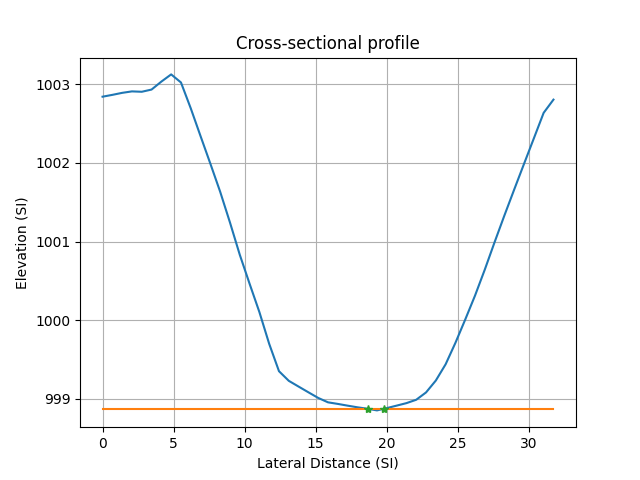 Cross-sectional profile
1003
1002
1001
1000
999
Elevation (SI)
0 5 10 15 20 25 30
Lateral Distance (SI)